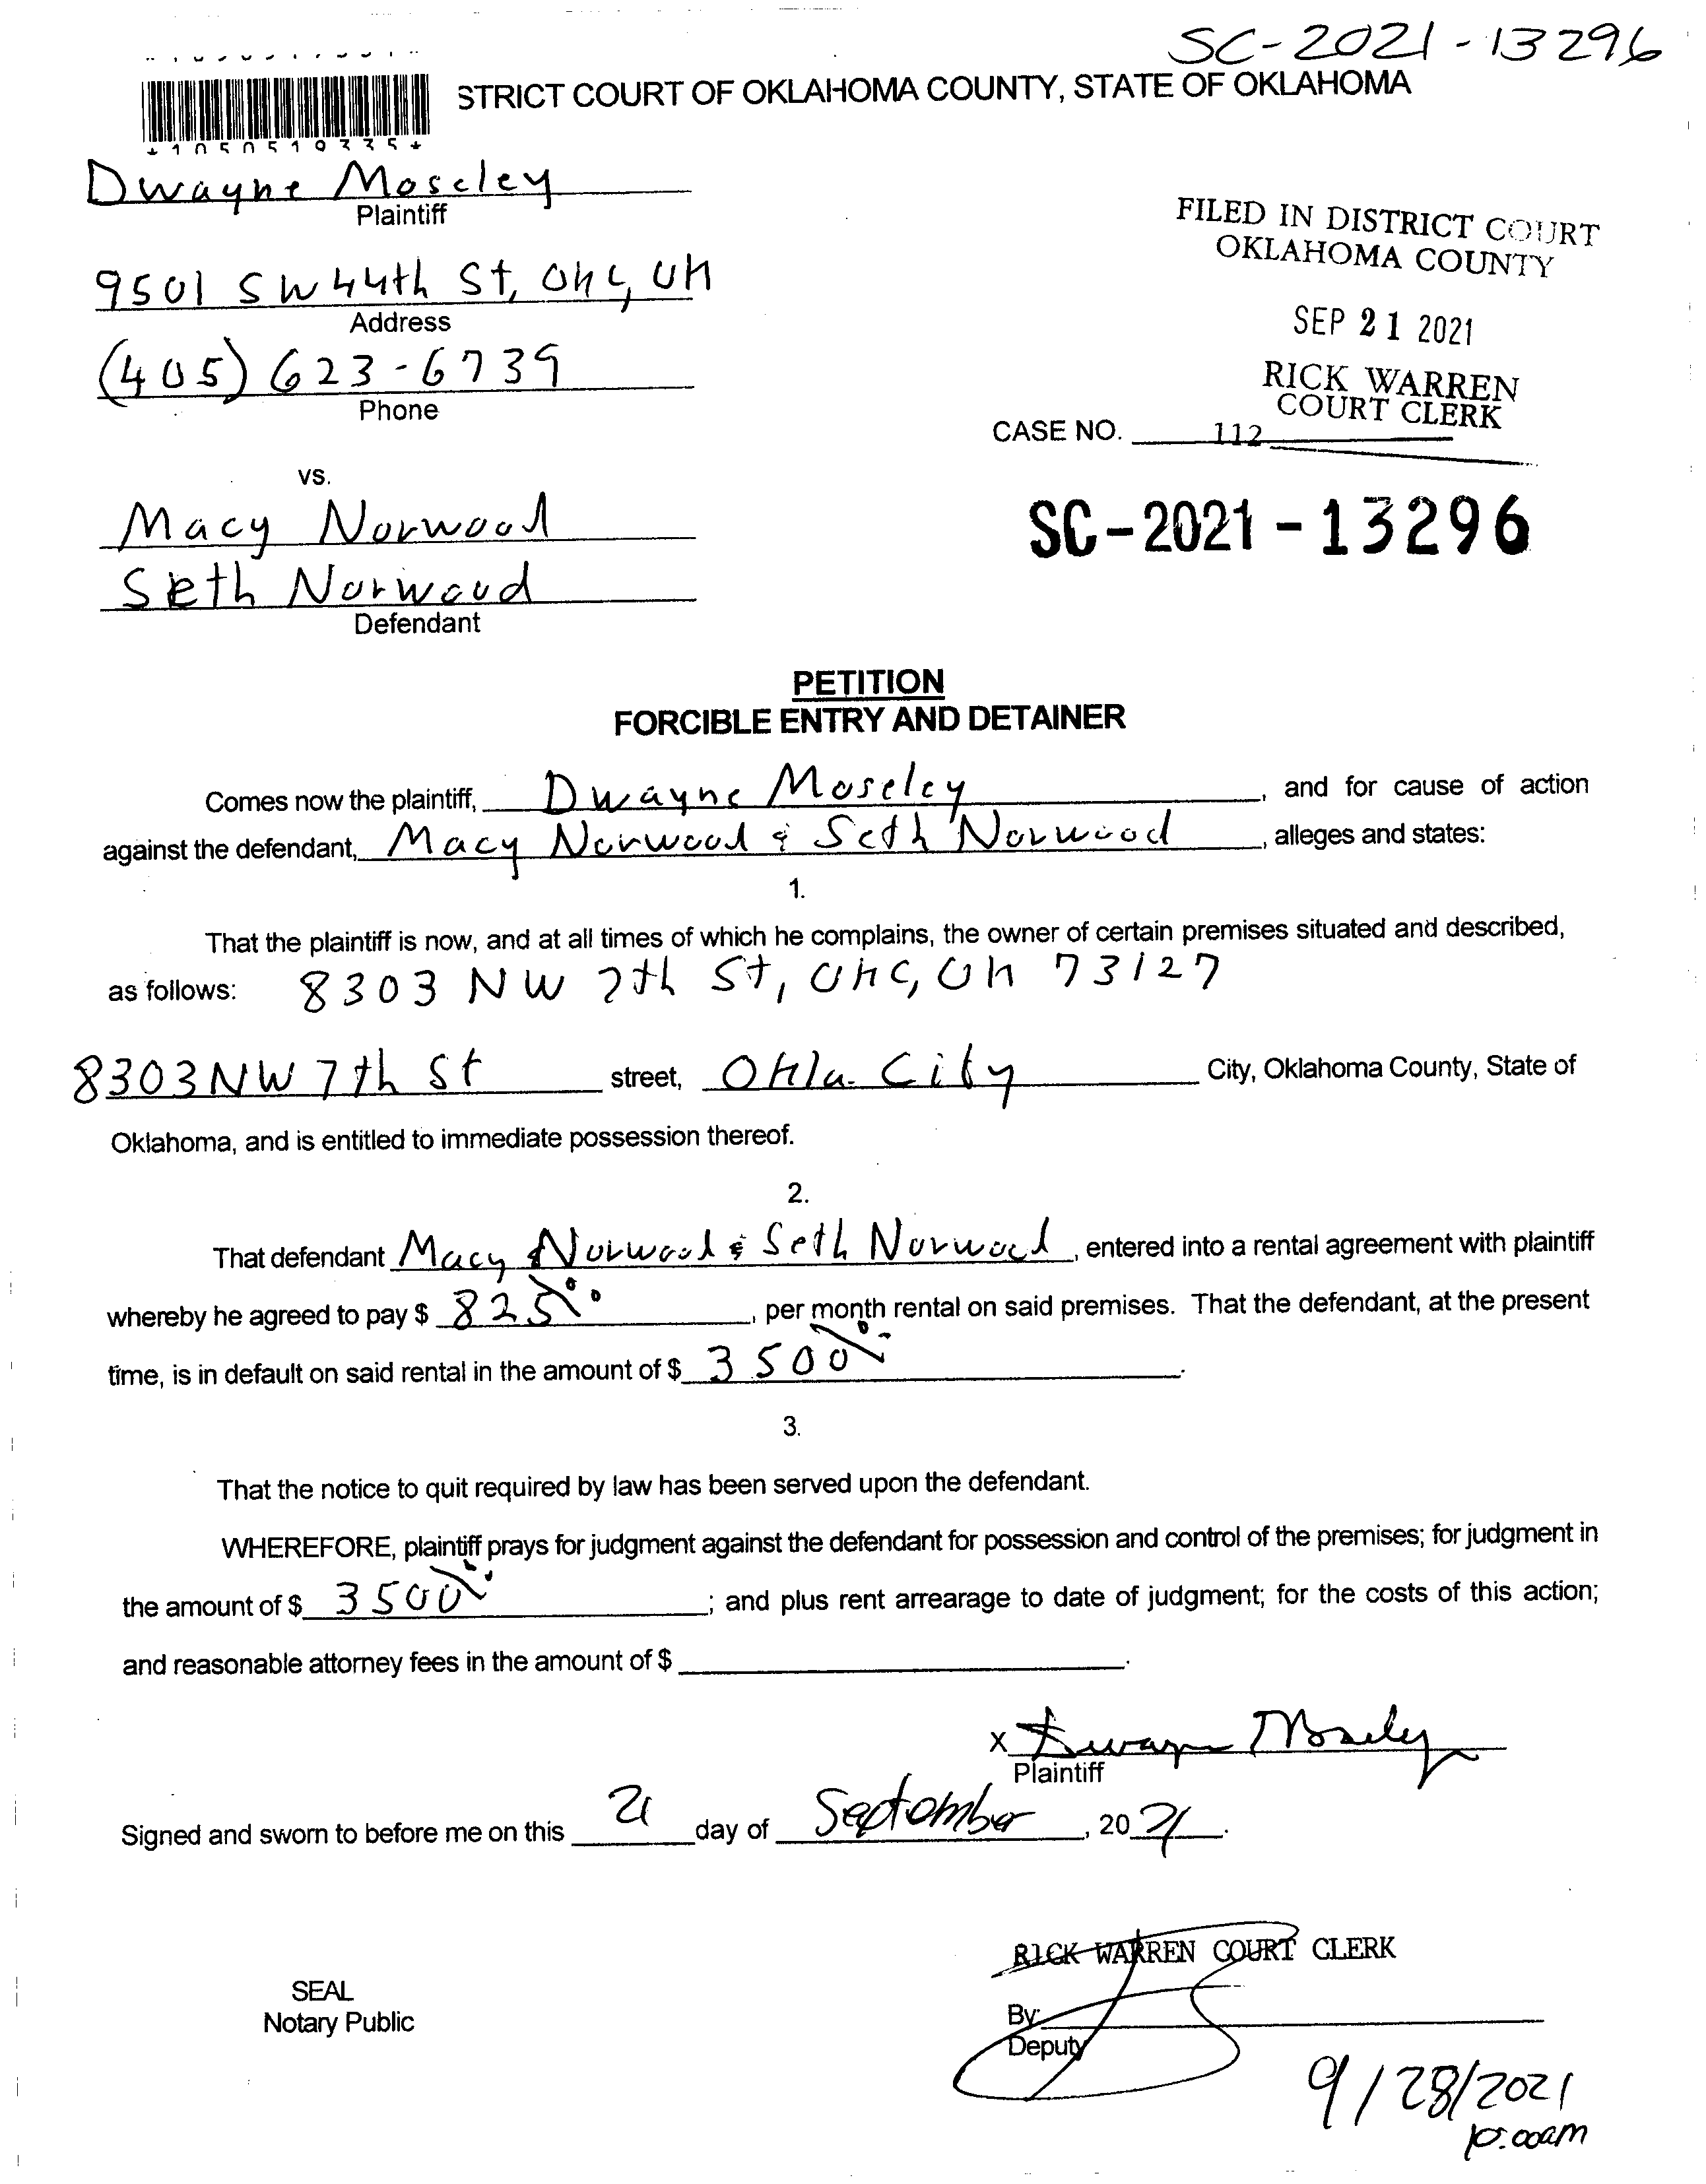 SC-2021-13296
STRICT COURT OF OKLAHOMA COUNTY, STATE OF OKLAHOMA
*1050519335*
Dwayne Moseley
Plaintiff
FILED IN DISTRICT COURT
OKLAHOMA COUNTY
9501 SW 44th St, OKC, OK
Address
SEP 21 2021
(405) 623-6739
Phone
RICK WARREN
COURT CLERK
CASE NO. 112
vs.
Macy Norwood
SC-2021-13296
Seth Norwood
Defendant
PETITION
FORCIBLE ENTRY AND DETAINER
Comes now the plaintiff, Dwayne Moseley, and for cause of action
against the defendant, Macy Norwood & Seth Norwood, alleges and states:
1.
That the plaintiff is now, and at all times of which he complains, the owner of certain premises situated and described,
as follows: 8303 NW 7th St, OKC, OK 73127
8303 NW 7th St street, Okla. City City, Oklahoma County, State of
Oklahoma, and is entitled to immediate possession thereof.
2.
That defendant Macy Norwood & Seth Norwood, entered into a rental agreement with plaintiff
whereby he agreed to pay $ 825 00, per month rental on said premises. That the defendant, at the present
time, is in default on said rental in the amount of $ 3500 00.
3.
That the notice to quit required by law has been served upon the defendant.
WHEREFORE, plaintiff prays for judgment against the defendant for possession and control of the premises; for judgment in
the amount of $ 3500 00; and plus rent arrearage to date of judgment; for the costs of this action;
and reasonable attorney fees in the amount of $ .
X Dwayne Moseley
Plaintiff
Signed and sworn to before me on this 21 day of September, 20 21.
RICK WARREN COURT CLERK
SEAL
Notary Public
By:
Deputy
9/28/2021
10:00am